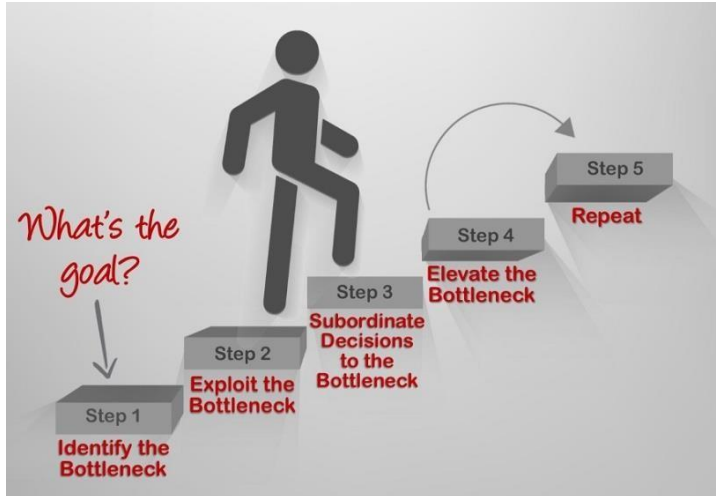 What's the
goal?
Step 1
Identify the
Bottleneck
Step 2
Exploit the
Bottleneck
Step 3
Subordinate
Decisions
to the
Bottleneck
Step 4
Elevate the
Bottleneck
Step 5
Repeat